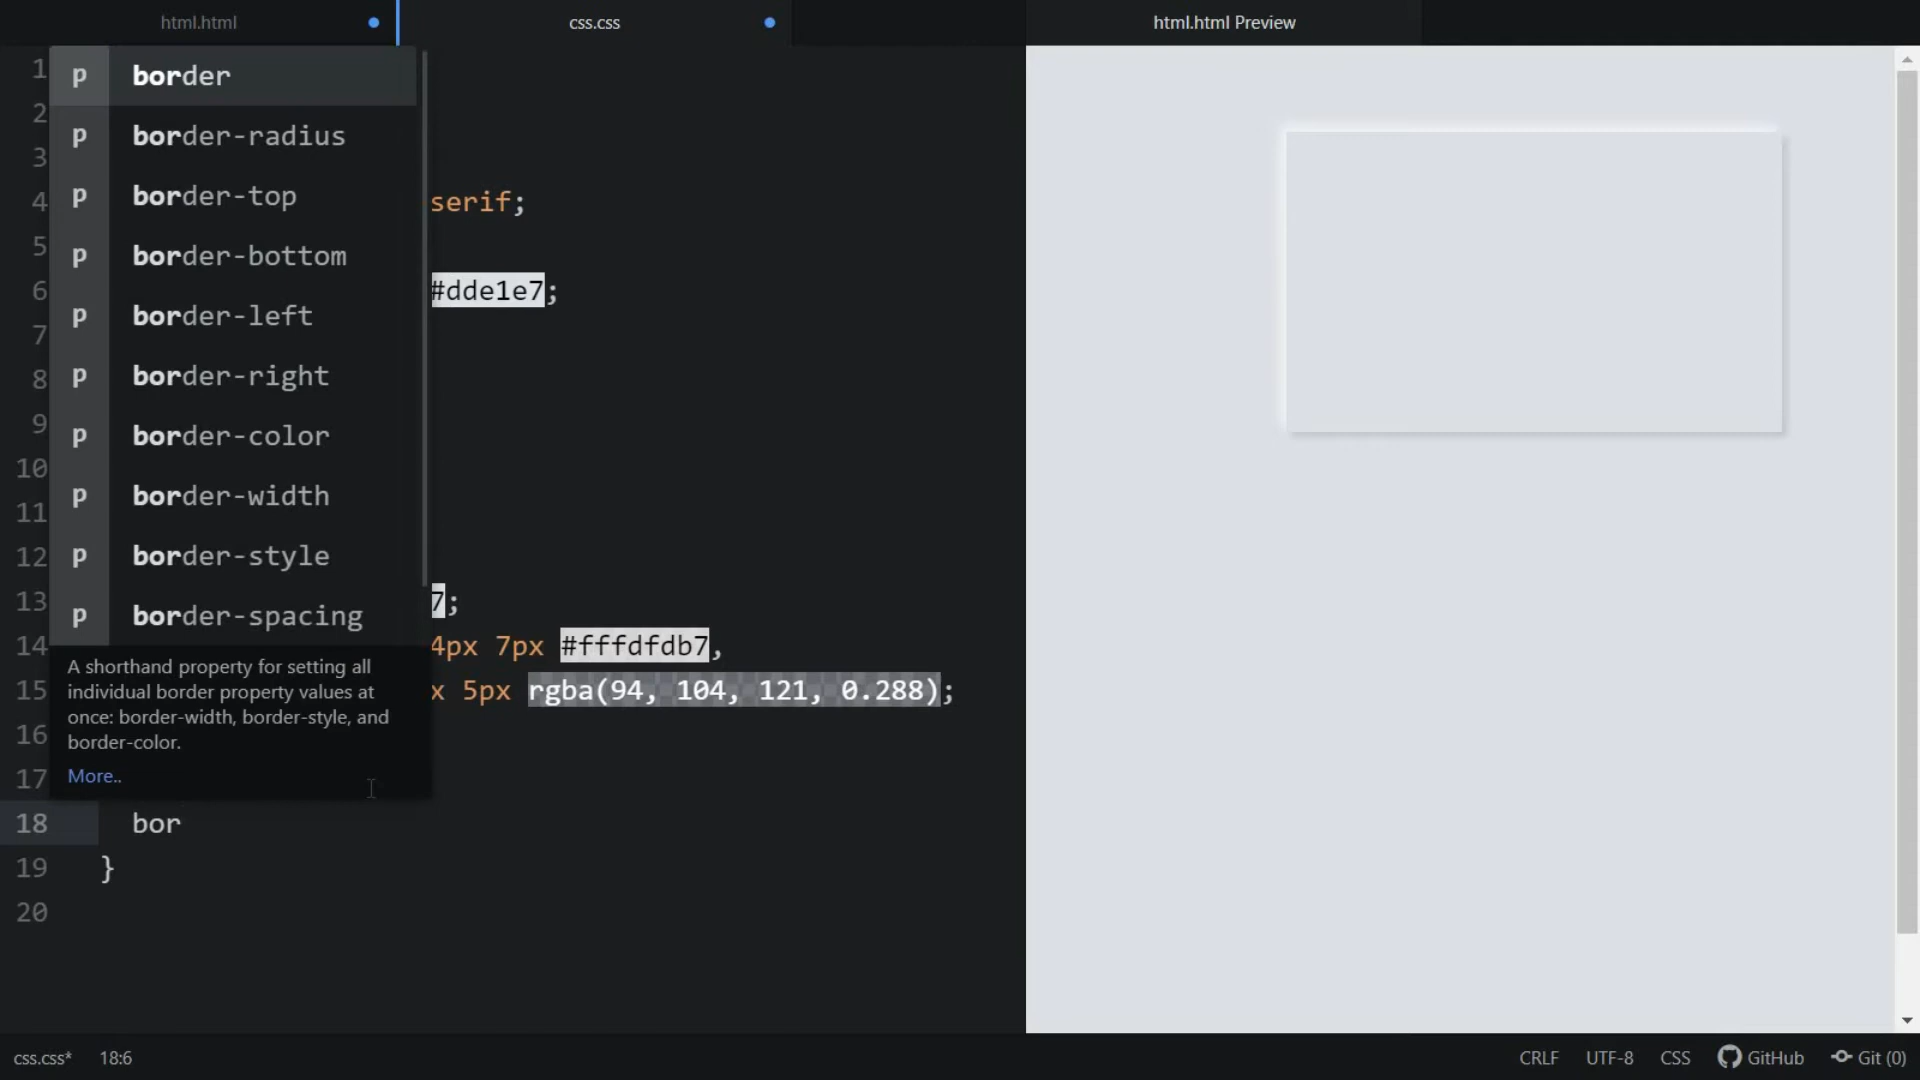 html.html
css.css
html.html Preview
1
p border
2
p border-radius
3
p border-top
4
serif;
5
p border-bottom
6
#dde1e7;
p border-left
7
8
p border-right
9
p border-color
10
p border-width
11
12
p border-style
13
7;
p border-spacing
14
4px 7px #fffdfdb7,
A shorthand property for setting all
individual border property values at
once: border-width, border-style, and
border-color.
More..
15
x 5px rgba(94, 104, 121, 0.288);
16
17
18 bor
19 }
20
css.css* 18:6
CRLF UTF-8 CSS GitHub Git (0)